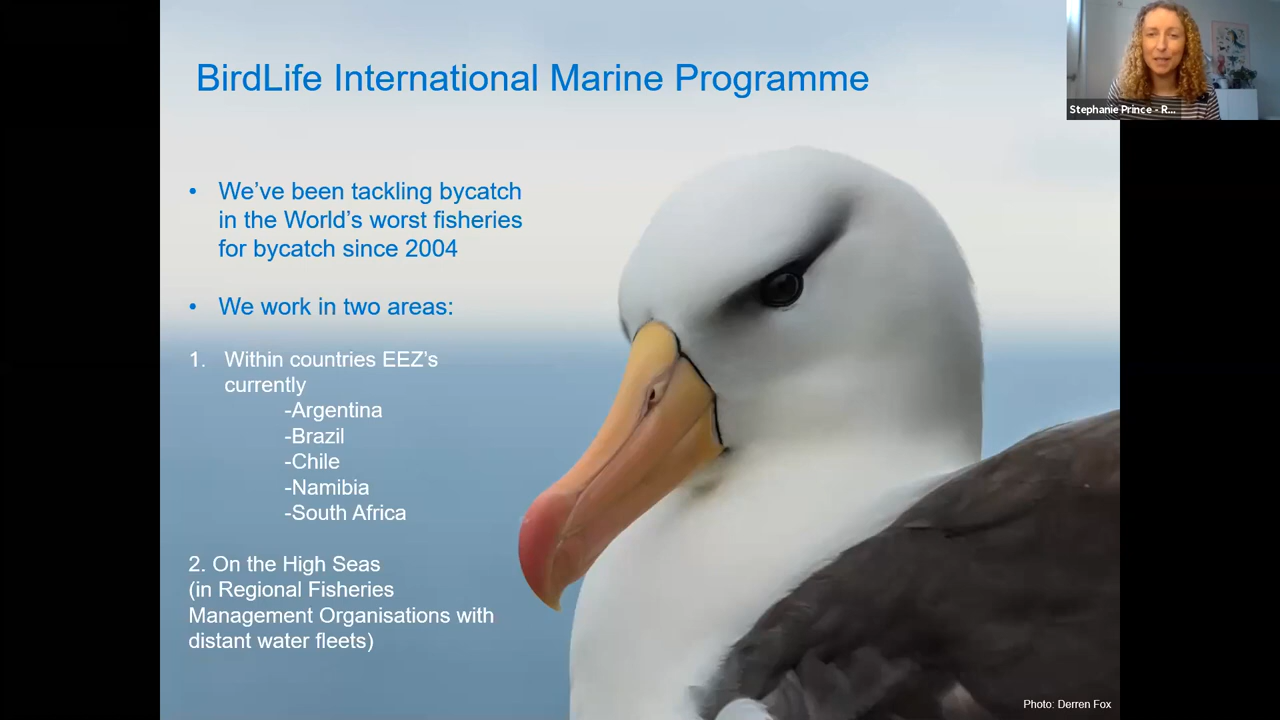 BirdLife International Marine Programme
Stephanie Prince - R...
• We’ve been tackling bycatch
in the World’s worst fisheries
for bycatch since 2004
• We work in two areas:
1. Within countries EEZ’s
currently
-Argentina
-Brazil
-Chile
-Namibia
-South Africa
2. On the High Seas
(in Regional Fisheries
Management Organisations with
distant water fleets)
Photo: Derren Fox